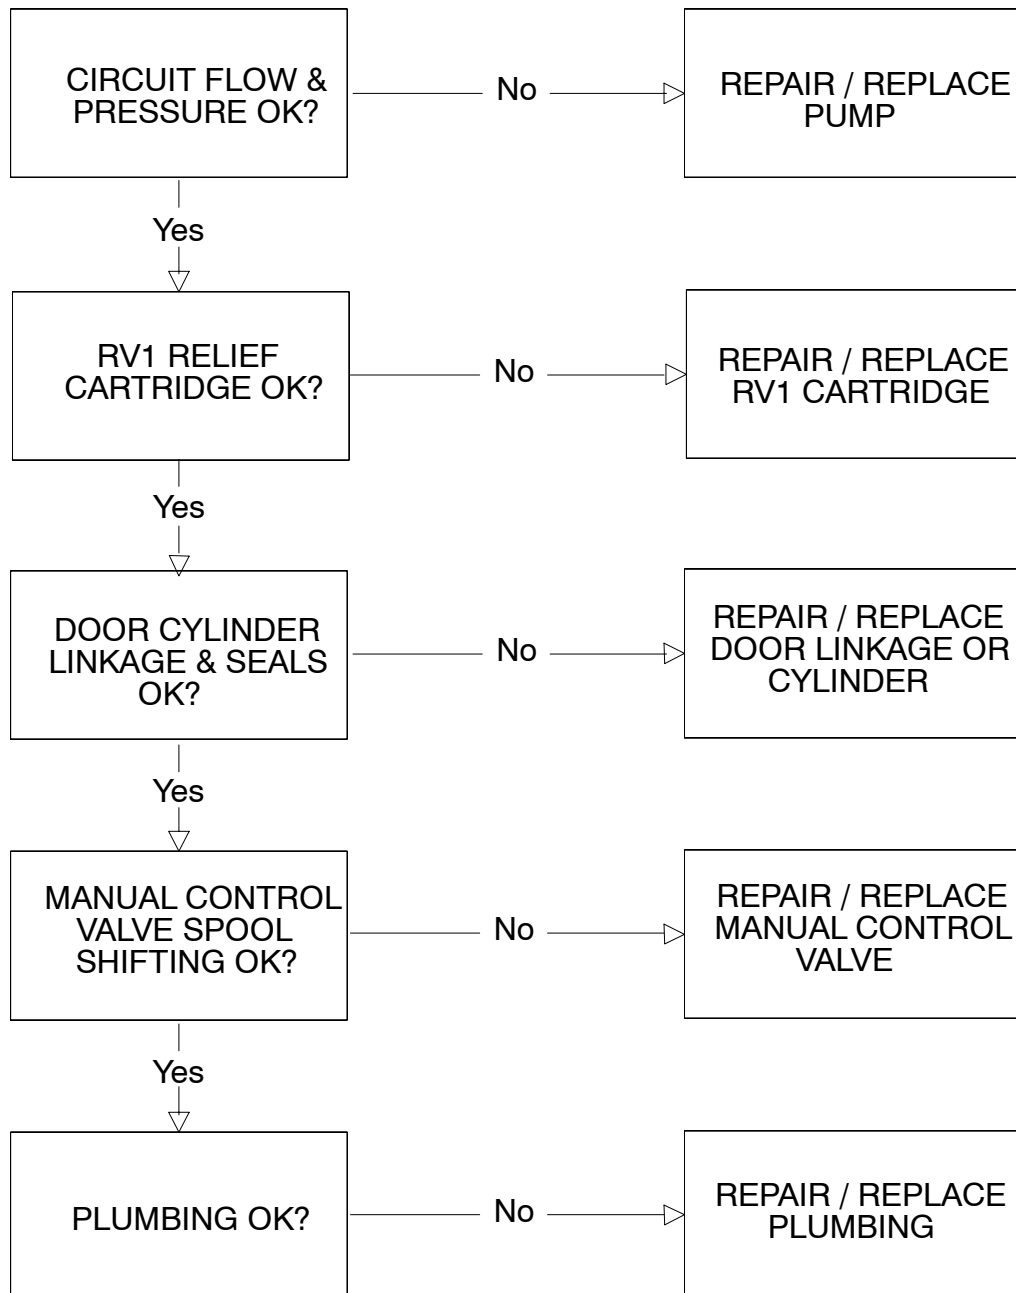 CIRCUIT FLOW &
PRESSURE OK?
No
REPAIR / REPLACE
PUMP
Yes
RV1 RELIEF
CARTRIDGE OK?
No
REPAIR / REPLACE
RV1 CARTRIDGE
Yes
DOOR CYLINDER
LINKAGE & SEALS
OK?
No
REPAIR / REPLACE
DOOR LINKAGE OR
CYLINDER
Yes
MANUAL CONTROL
VALVE SPOOL
SHIFTING OK?
No
REPAIR / REPLACE
MANUAL CONTROL
VALVE
Yes
PLUMBING OK?
No
REPAIR / REPLACE
PLUMBING